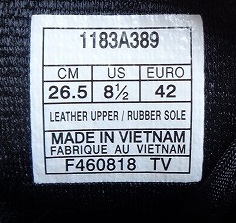 1183A389
CM US EURO
26.5 8½ 42
LEATHER UPPER / RUBBER SOLE
MADE IN VIETNAM
FABRIQUE AU VIETNAM
F460818 TV